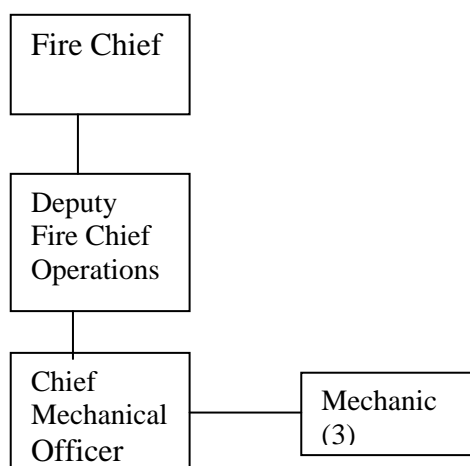 Fire Chief
Deputy
Fire Chief
Operations
Chief
Mechanical
Officer
Mechanic
(3)